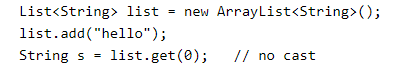 List<String> list = new ArrayList<String>();
list.add("hello");
String s = list.get(0);   // no cast